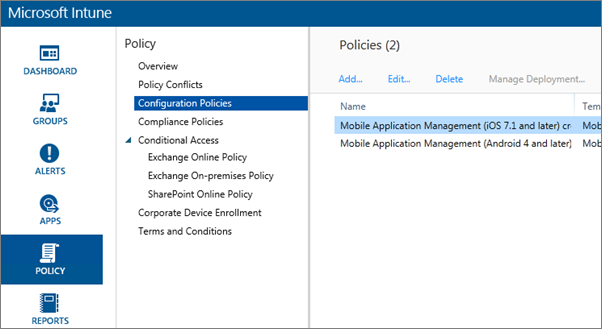 Microsoft Intune
DASHBOARD
GROUPS
ALERTS
APPS
POLICY
REPORTS
Policy
Overview
Policy Conflicts
Configuration Policies
Compliance Policies
Conditional Access
Exchange Online Policy
Exchange On-premises Policy
SharePoint Online Policy
Corporate Device Enrollment
Terms and Conditions
Policies (2)
Add... Edit... Delete Manage Deployment...
Name Tem
Mobile Application Management (iOS 7.1 and later) cr Mob
Mobile Application Management (Android 4 and later) Mob